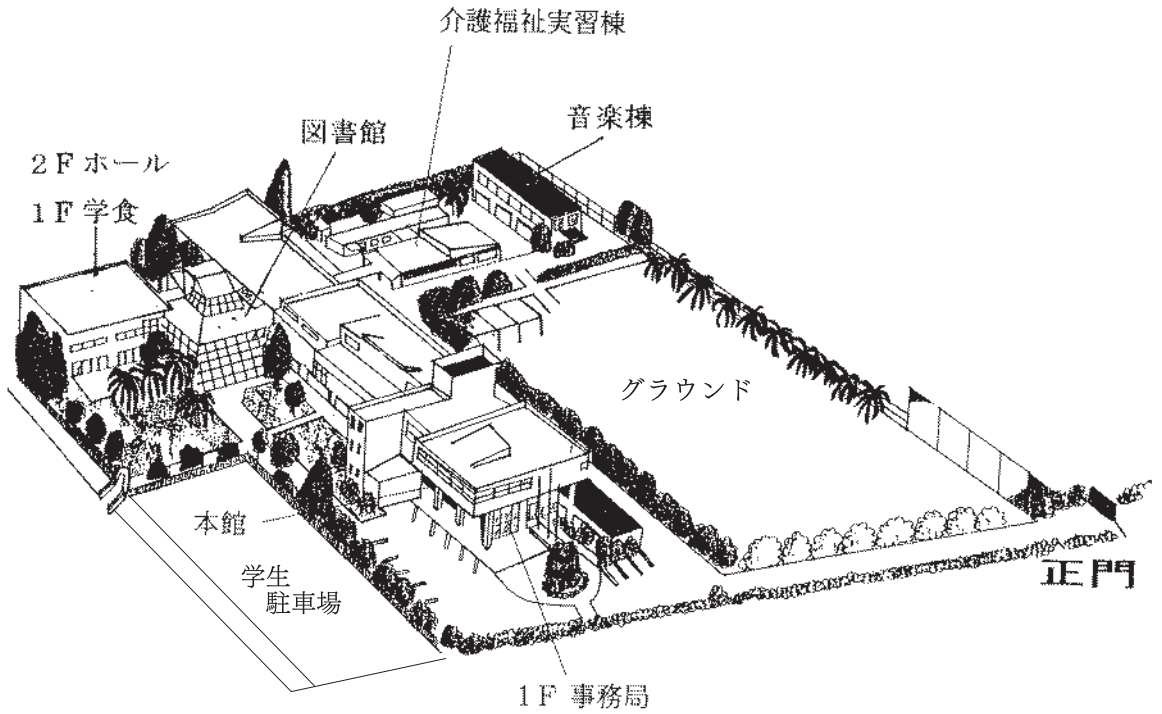 介護福祉実習棟
音楽棟
図書館
2Fホール
1F学食
グラウンド
本館
学生
駐車場
正門
1F 事務局